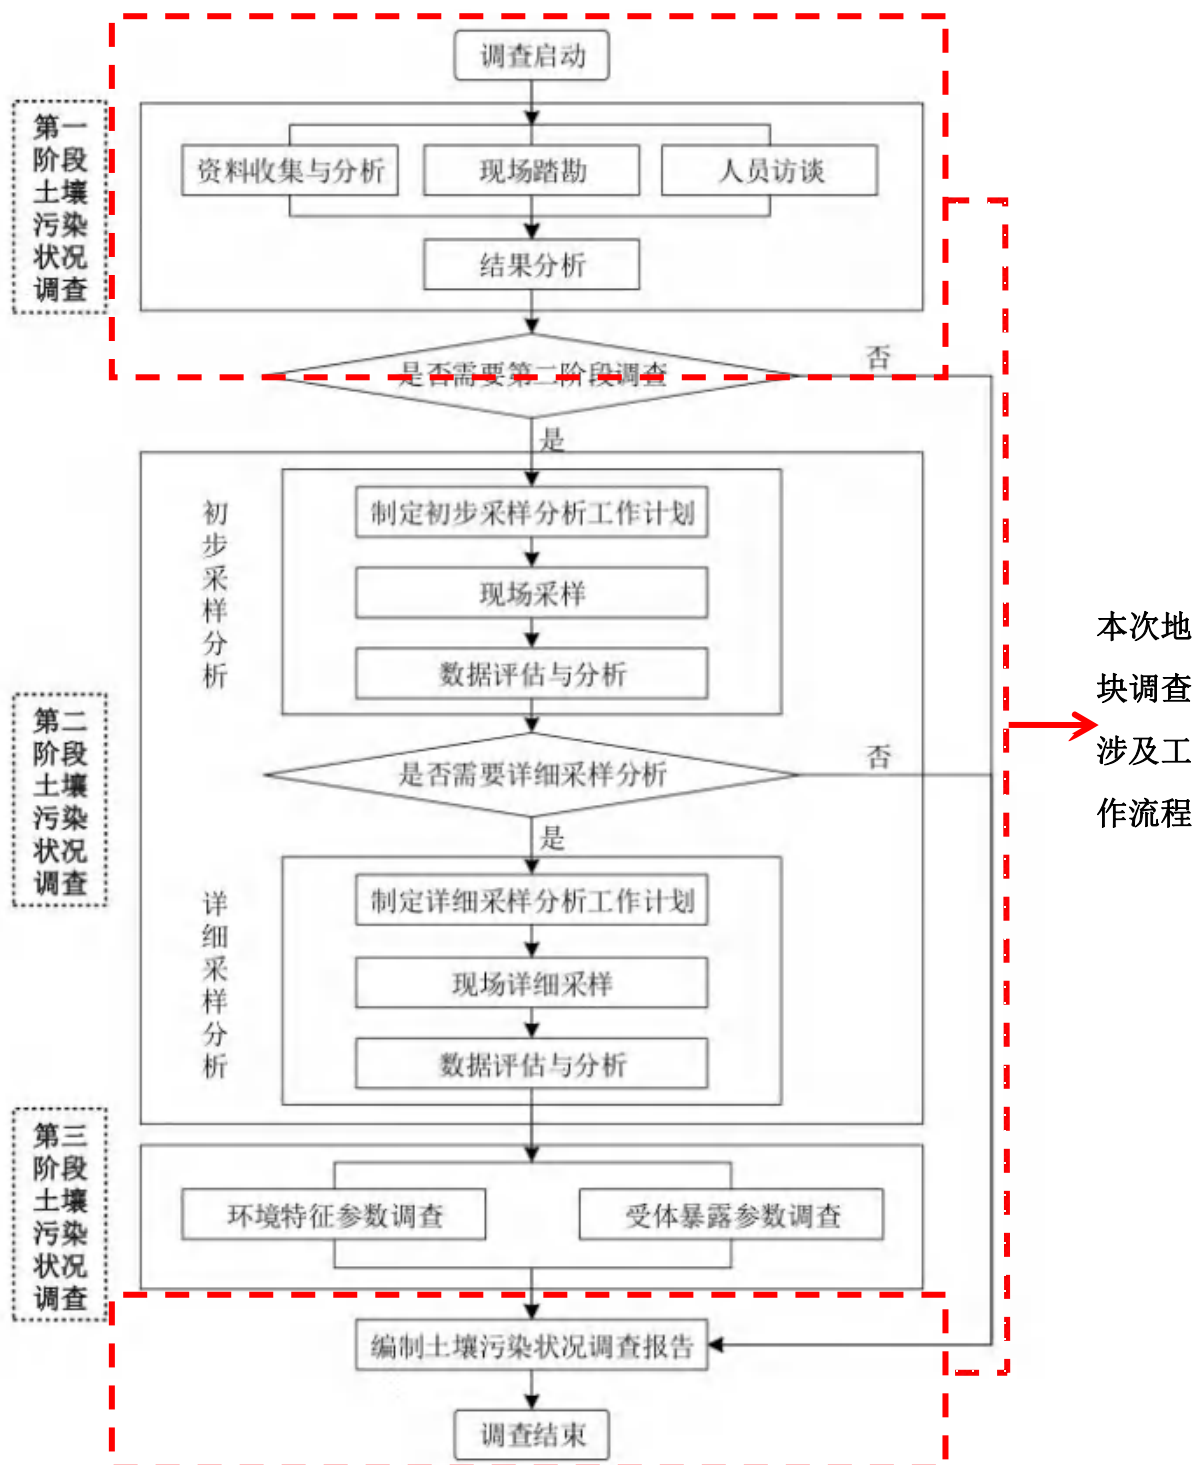 调查启动
第一
阶段
土壤
污染
状况
调查
资料收集与分析
现场踏勘
人员访谈
结果分析
是否需要第二阶段调查
否
是
初
步
采
样
分
析
制定初步采样分析工作计划
现场采样
数据评估与分析
第二
阶段
土壤
污染
状况
调查
是否需要详细采样分析
否
是
详
细
采
样
分
析
制定详细采样分析工作计划
现场详细采样
数据评估与分析
第三
阶段
土壤
污染
状况
调查
环境特征参数调查
受体暴露参数调查
编制土壤污染状况调查报告
调查结束
本次地
块调查
涉及工
作流程